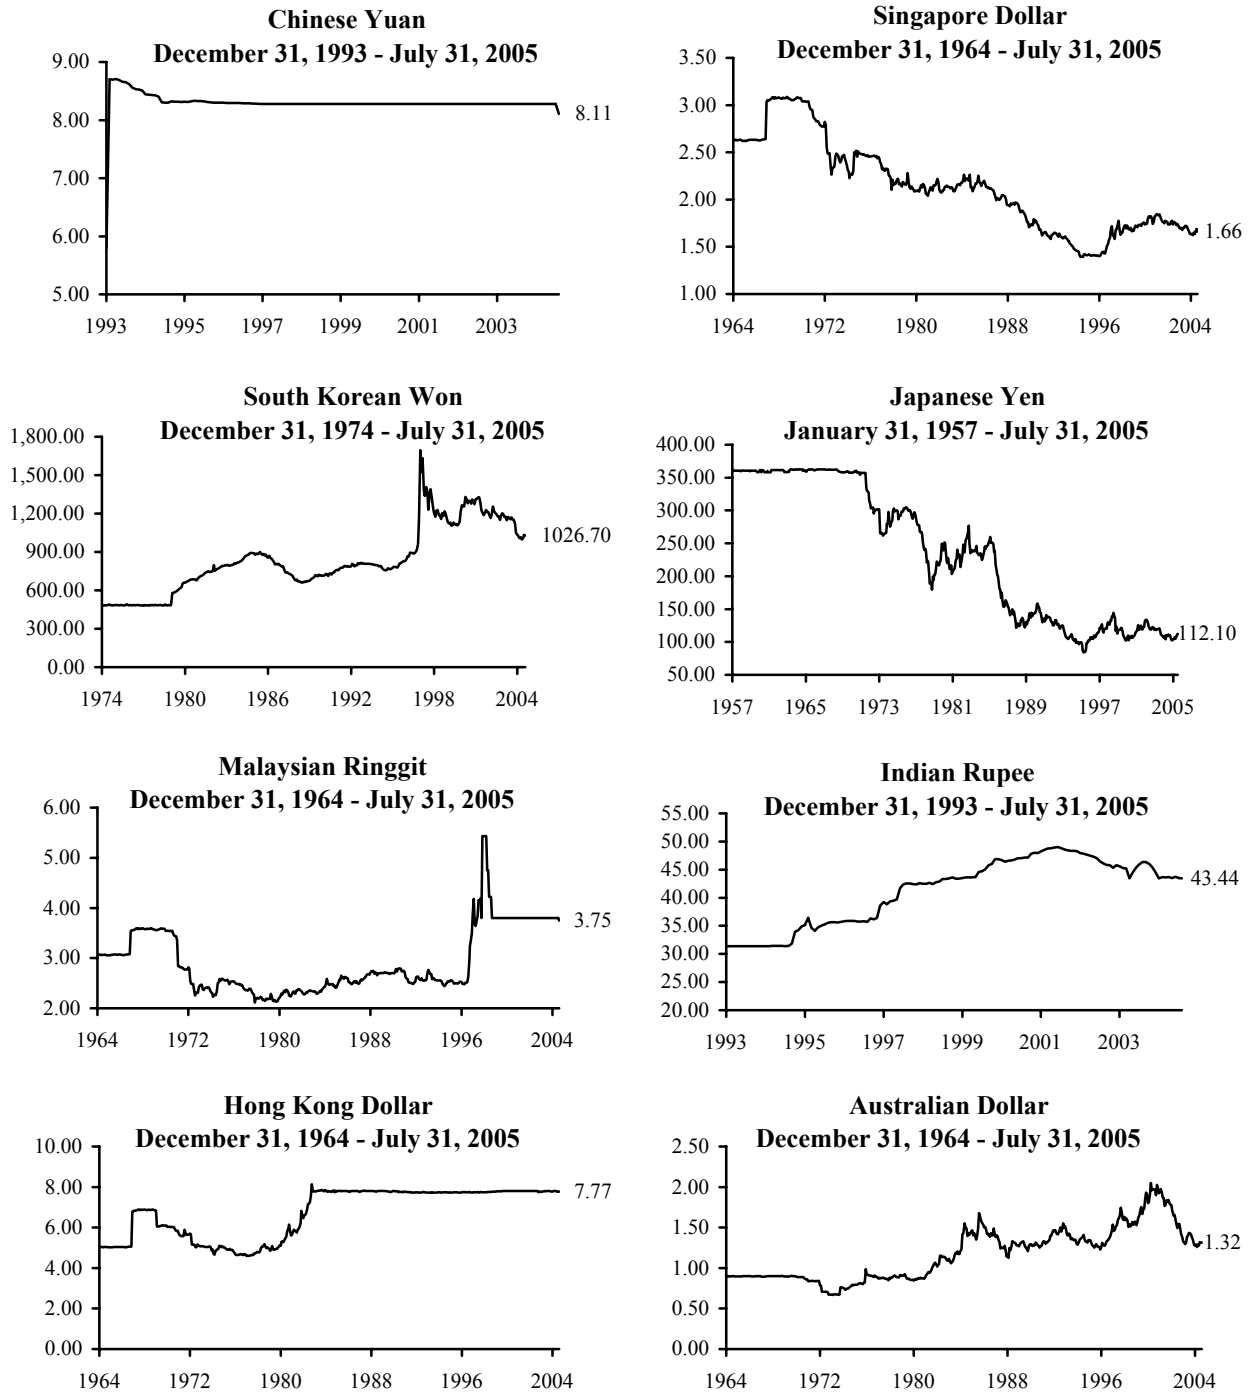 Chinese Yuan
December 31, 1993 - July 31, 2005
9.00
8.00
7.00
6.00
5.00
8.11
1993 1995 1997 1999 2001 2003
Singapore Dollar
December 31, 1964 - July 31, 2005
3.50
3.00
2.50
2.00
1.50
1.00
1.66
1964 1972 1980 1988 1996 2004
South Korean Won
December 31, 1974 - July 31, 2005
1,800.00
1,500.00
1,200.00
900.00
600.00
300.00
0.00
1026.70
1974 1980 1986 1992 1998 2004
Japanese Yen
January 31, 1957 - July 31, 2005
400.00
350.00
300.00
250.00
200.00
150.00
100.00
50.00
112.10
1957 1965 1973 1981 1989 1997 2005
Malaysian Ringgit
December 31, 1964 - July 31, 2005
6.00
5.00
4.00
3.00
2.00
3.75
1964 1972 1980 1988 1996 2004
Indian Rupee
December 31, 1993 - July 31, 2005
55.00
50.00
45.00
40.00
35.00
30.00
25.00
20.00
43.44
1993 1995 1997 1999 2001 2003
Hong Kong Dollar
December 31, 1964 - July 31, 2005
10.00
8.00
6.00
4.00
2.00
0.00
7.77
1964 1972 1980 1988 1996 2004
Australian Dollar
December 31, 1964 - July 31, 2005
2.50
2.00
1.50
1.00
0.50
0.00
1.32
1964 1972 1980 1988 1996 2004